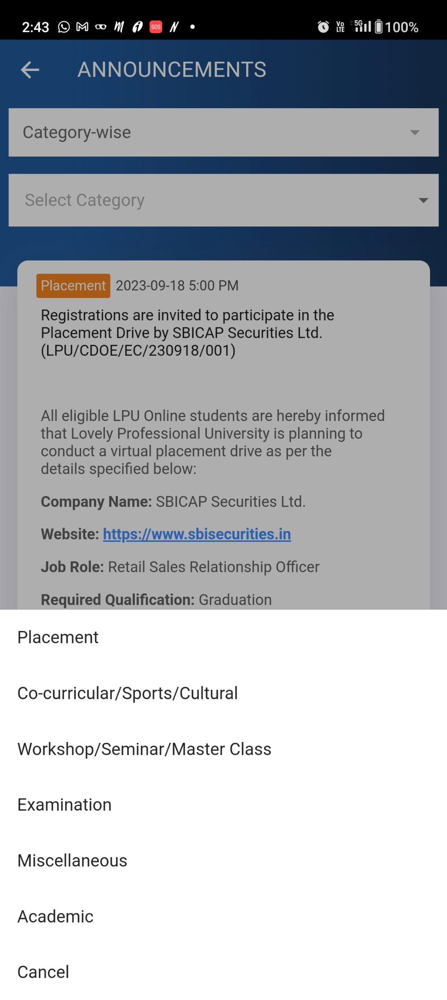 2:43 SOS VoLTE 5G 100%
ANNOUNCEMENTS
Category-wise
Select Category
Placement 2023-09-18 5:00 PM
Registrations are invited to participate in the
Placement Drive by SBICAP Securities Ltd.
(LPU/CDOE/EC/230918/001)
All eligible LPU Online students are hereby informed
that Lovely Professional University is planning to
conduct a virtual placement drive as per the
details specified below:
Company Name: SBICAP Securities Ltd.
Website: https://www.sbisecurities.in
Job Role: Retail Sales Relationship Officer
Required Qualification: Graduation
Placement
Co-curricular/Sports/Cultural
Workshop/Seminar/Master Class
Examination
Miscellaneous
Academic
Cancel